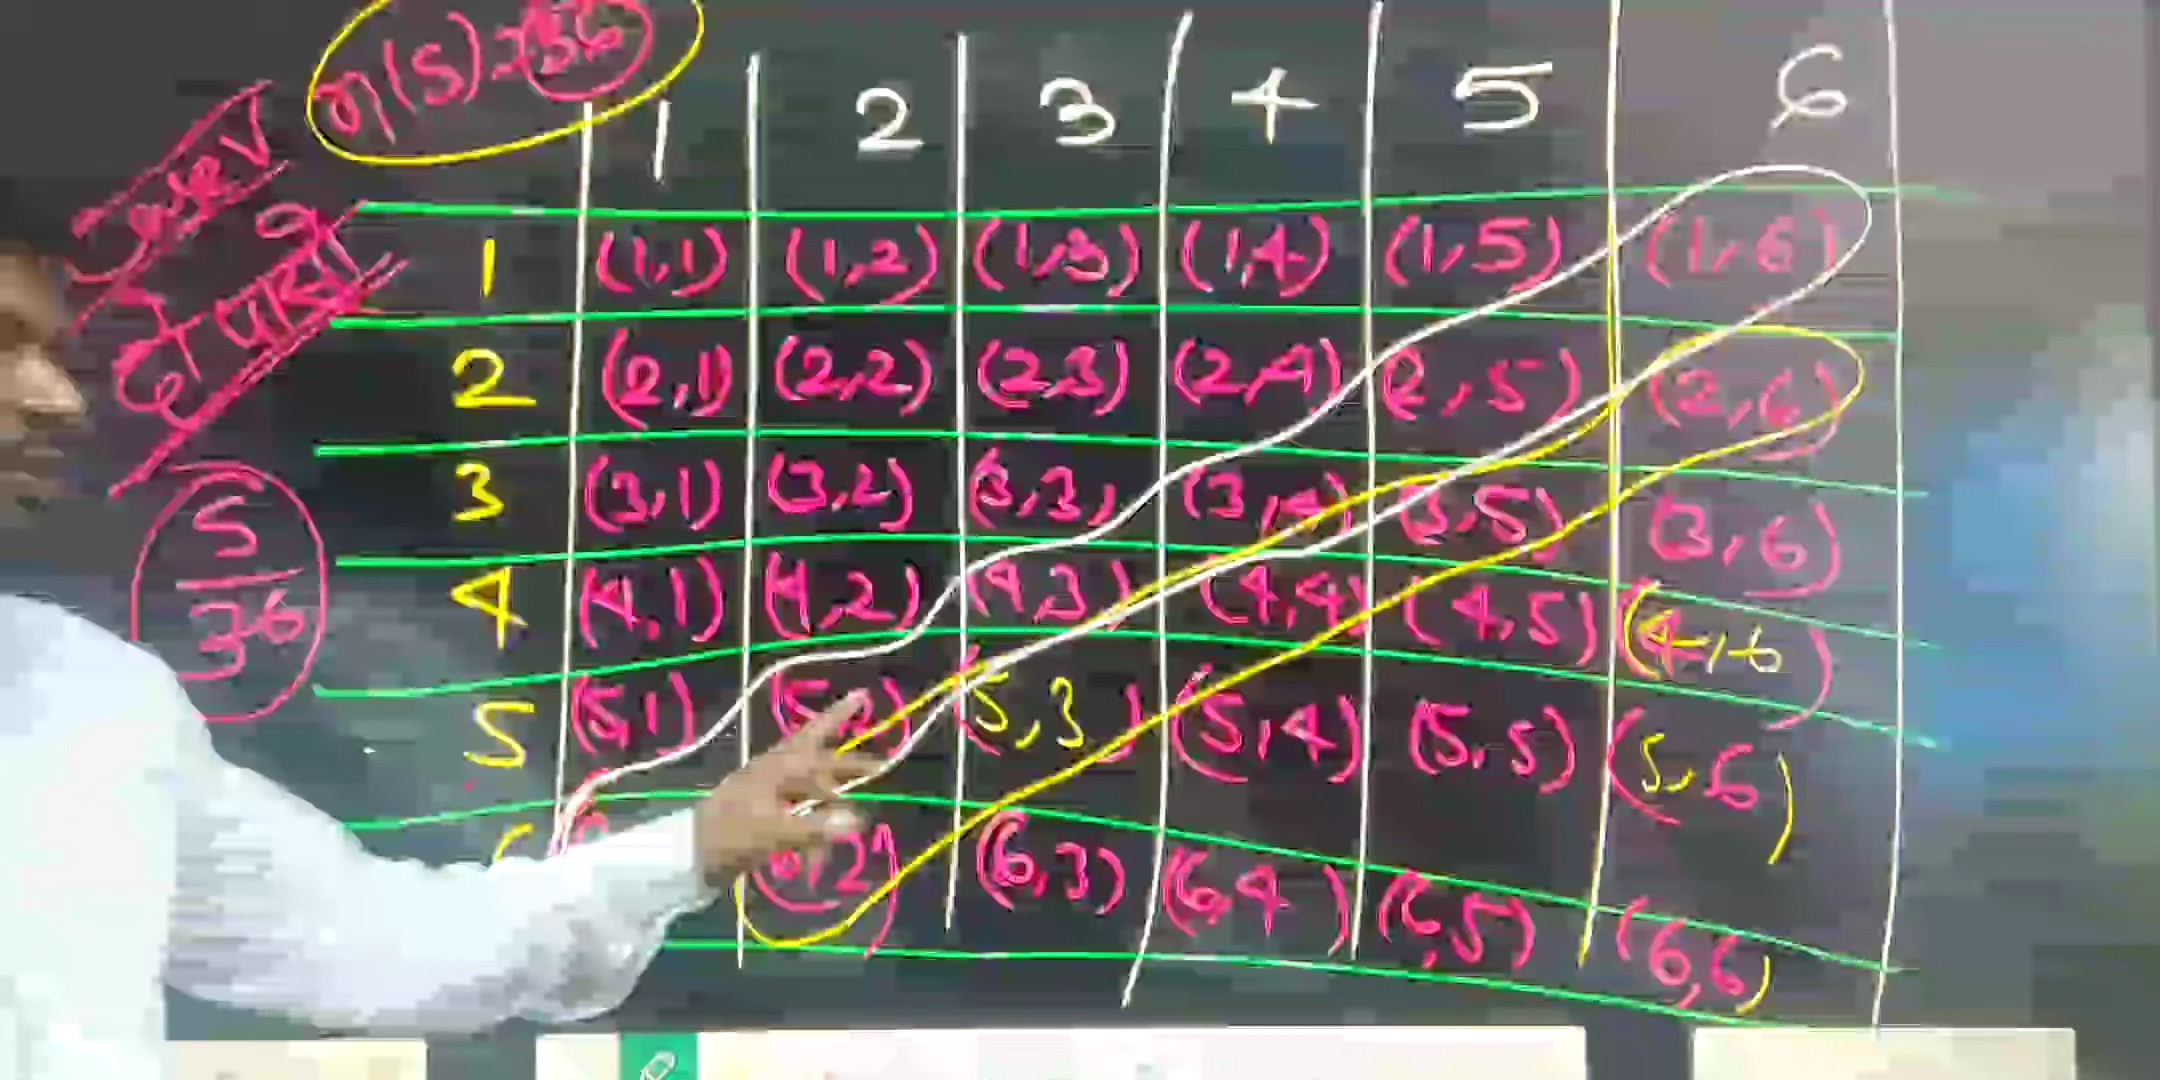 n(S)=36
1 2 3 4 5 6
1 (1,1) (1,2) (1,3) (1,4) (1,5) (1,6)
2 (2,1) (2,2) (2,3) (2,4) (2,5) (2,6)
3 (3,1) (3,2) (3,3) (3,4) (3,5) (3,6)
4 (4,1) (4,2) (4,3) (4,4) (4,5) (4,6)
5 (5,1) (5,2) (5,3) (5,4) (5,5) (5,6)
(6,3) (6,4) (6,5) (6,6)
5
36